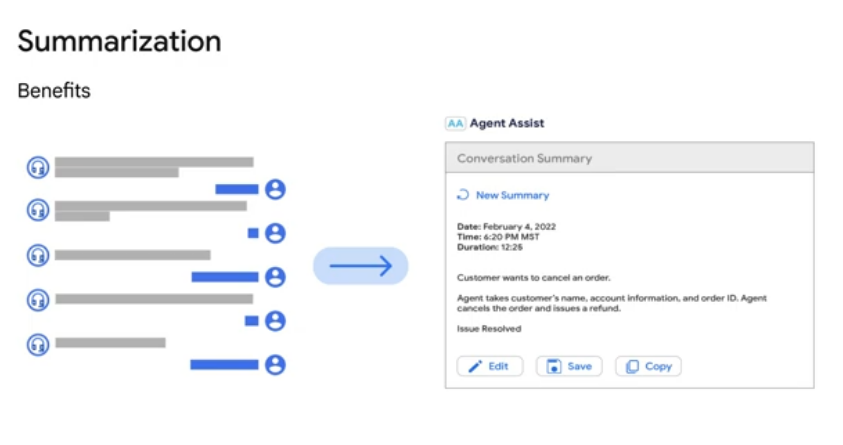 Summarization
Benefits
AA Agent Assist
Conversation Summary
New Summary
Date: February 4, 2022
Time: 6:20 PM MST
Duration: 12:26
Customer wants to cancel an order.
Agent takes customer's name, account information, and order ID. Agent
cancels the order and issues a refund.
Issue Resolved
Edit
Save
Copy